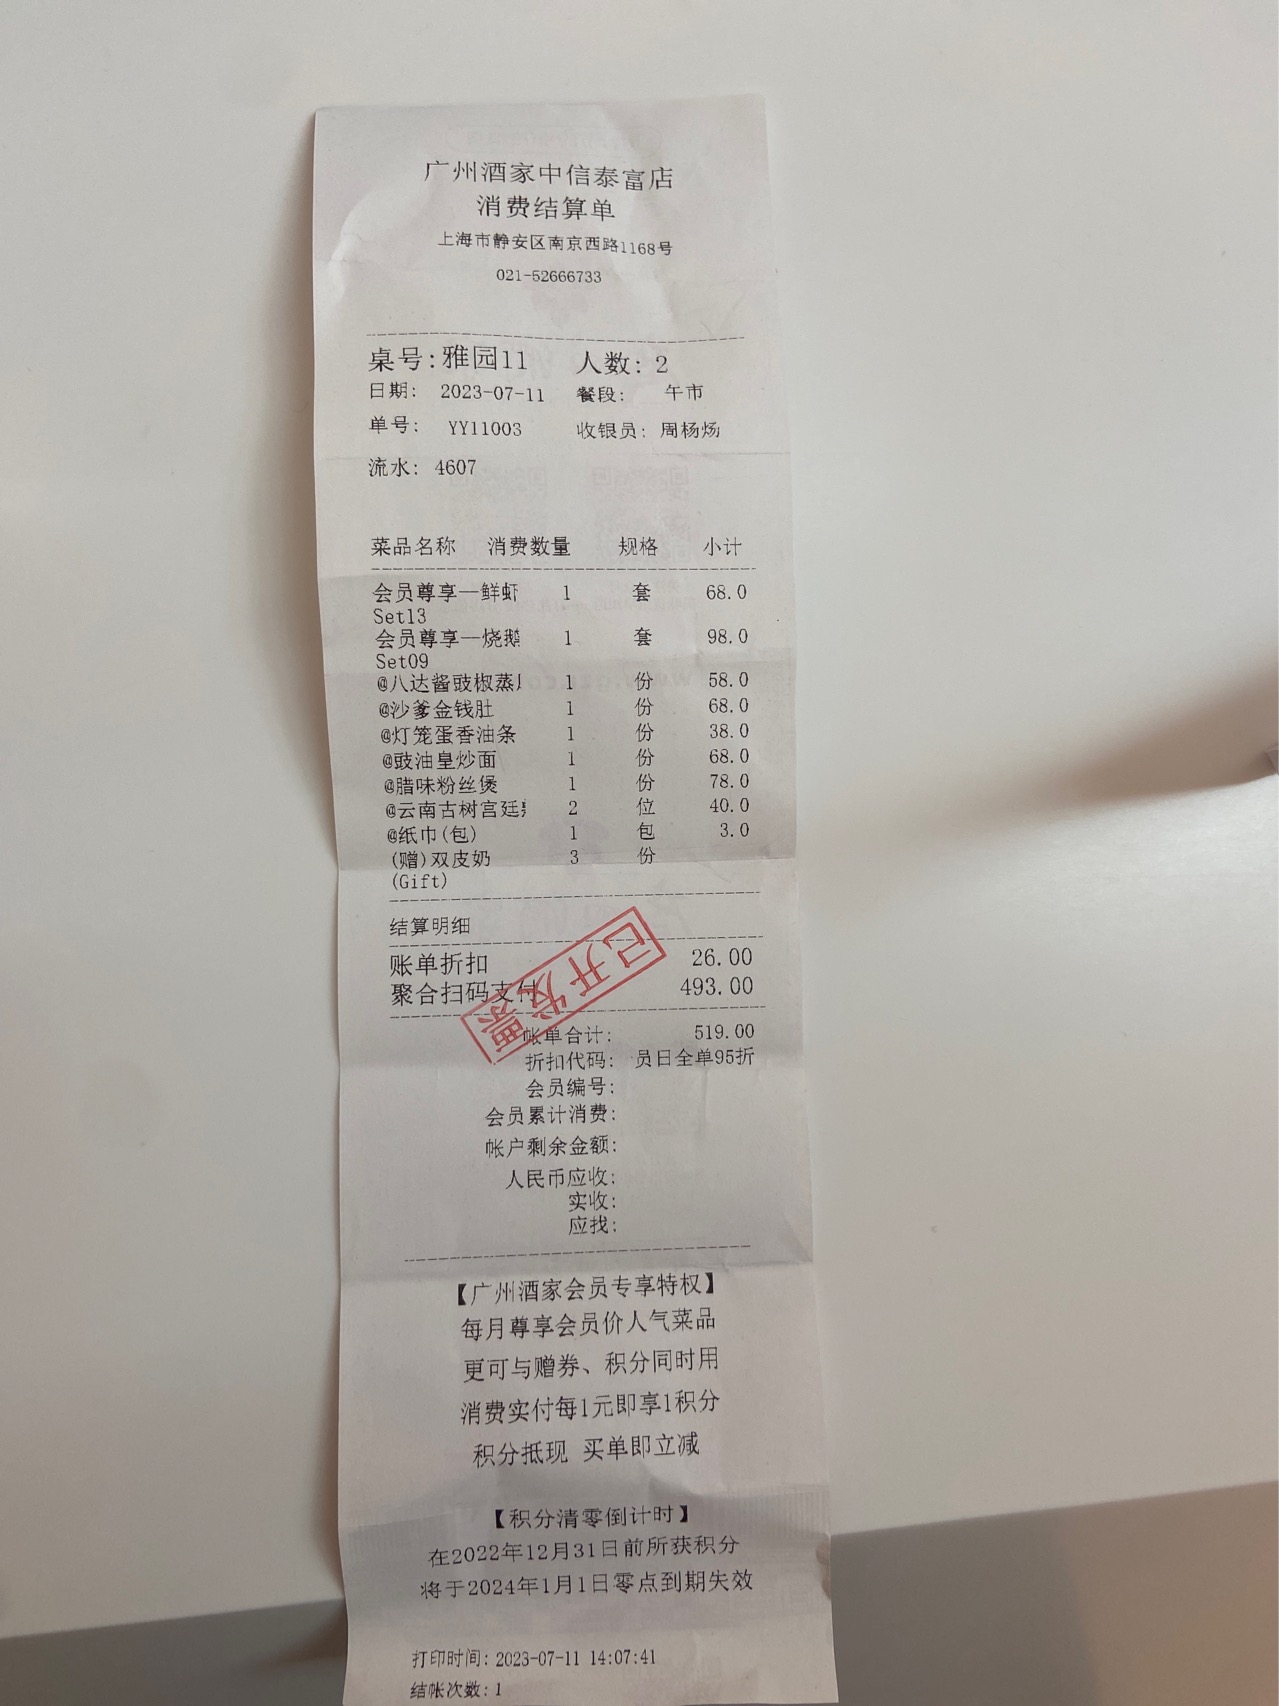 广州酒家中信泰富店
消费结算单
上海市静安区南京西路1168号
021-52666733
桌号:雅园11 人数: 2
日期: 2023-07-11 餐段: 午市
单号: YY11003 收银员: 周杨炀
流水: 4607
菜品名称 消费数量 规格 小计
会员尊享一鲜虾 1 套 68.0
Set13
会员尊享一烧鹅 1 套 98.0
Set09
@八达酱豉椒蒸 1 份 58.0
@沙爹金钱肚 1 份 68.0
@灯笼蛋香油条 1 份 38.0
@豉油皇炒面 1 份 68.0
@腊味粉丝煲 1 份 78.0
@云南古树宫廷 2 位 40.0
@纸巾(包) 1 包 3.0
(赠)双皮奶 3 份
(Gift)
结算明细
账单折扣 26.00
聚合扫码支付 493.00
已开发票
帐单合计: 519.00
折扣代码: 员日全单95折
会员编号:
会员累计消费:
帐户剩余金额:
人民币应收:
实收:
应找:
【广州酒家会员专享特权】
每月尊享会员价人气菜品
更可与赠券、积分同时用
消费实付每1元即享1积分
积分抵现 买单即立减
【积分清零倒计时】
在2022年12月31日前所获积分
将于2024年1月1日零点到期失效
打印时间: 2023-07-11 14:07:41
结帐次数: 1